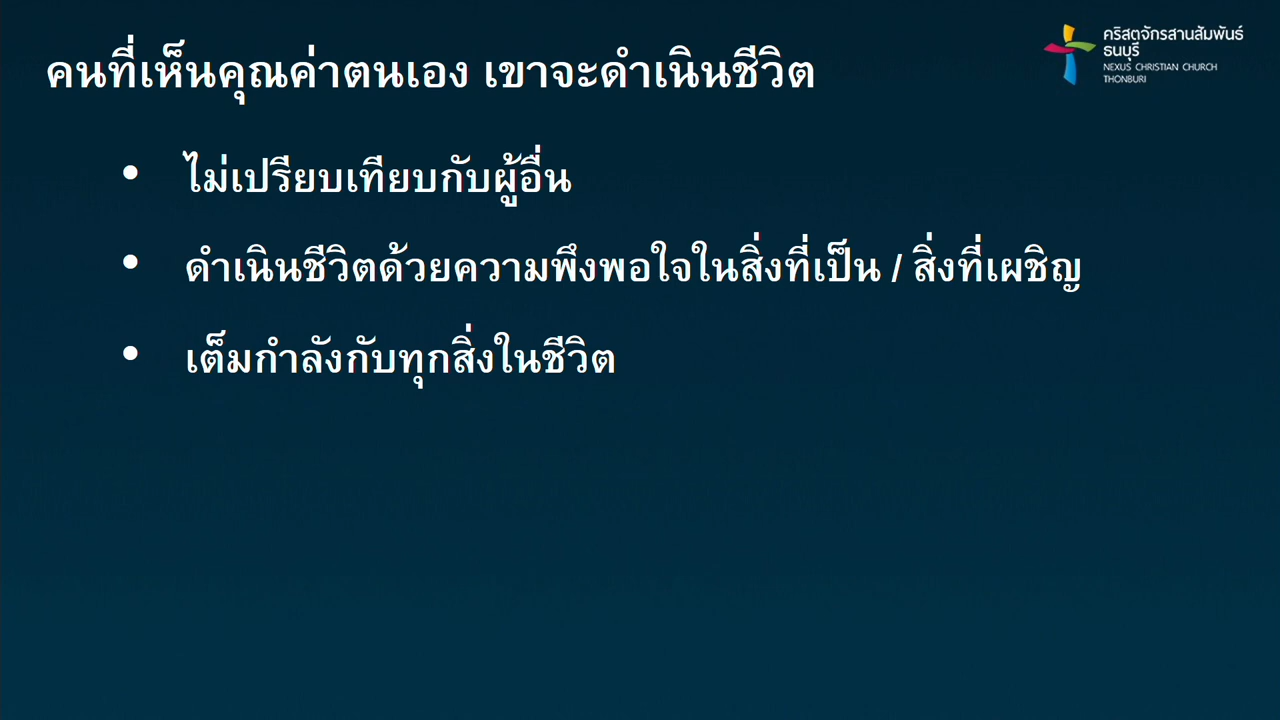 คนที่เห็นคุณค่าตนเอง เขาจะดำเนินชีวิต
คริสตจักรสานสัมพันธ์
ธนบุรี
NEXUS CHRISTIAN CHURCH
THONBURI
• ไม่เปรียบเทียบกับผู้อื่น
• ดำเนินชีวิตด้วยความพึงพอใจในสิ่งที่เป็น / สิ่งที่เผชิญ
• เต็มกำลังกับทุกสิ่งในชีวิต